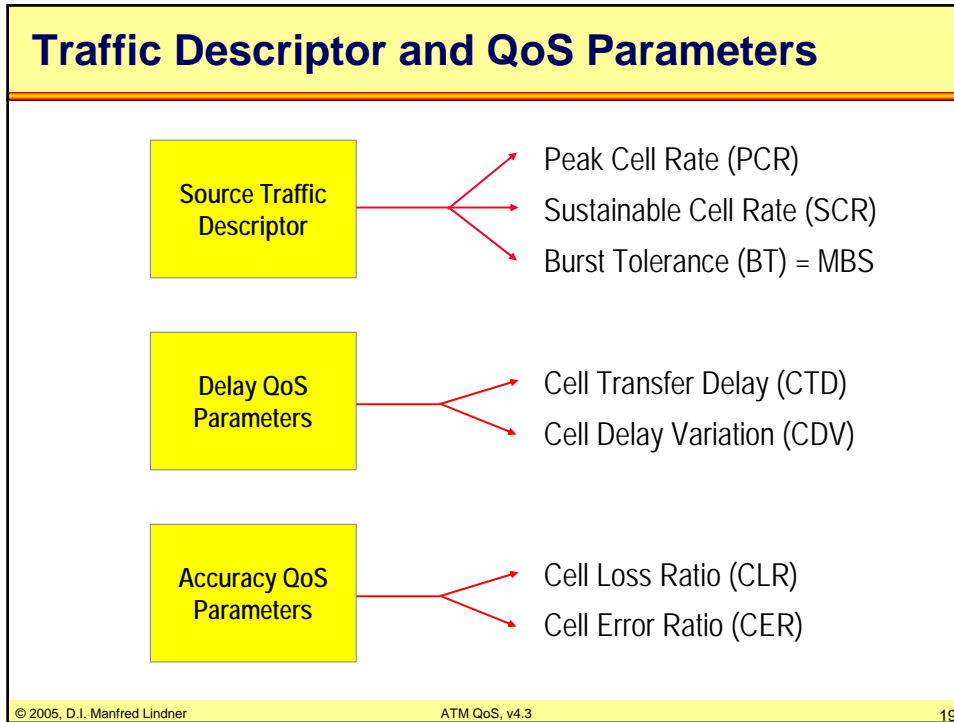 Traffic Descriptor and QoS Parameters
Source Traffic
Descriptor
Peak Cell Rate (PCR)
Sustainable Cell Rate (SCR)
Burst Tolerance (BT) = MBS
Delay QoS
Parameters
Cell Transfer Delay (CTD)
Cell Delay Variation (CDV)
Accuracy QoS
Parameters
Cell Loss Ratio (CLR)
Cell Error Ratio (CER)
© 2005, D.I. Manfred Lindner
ATM QoS, v4.3
19